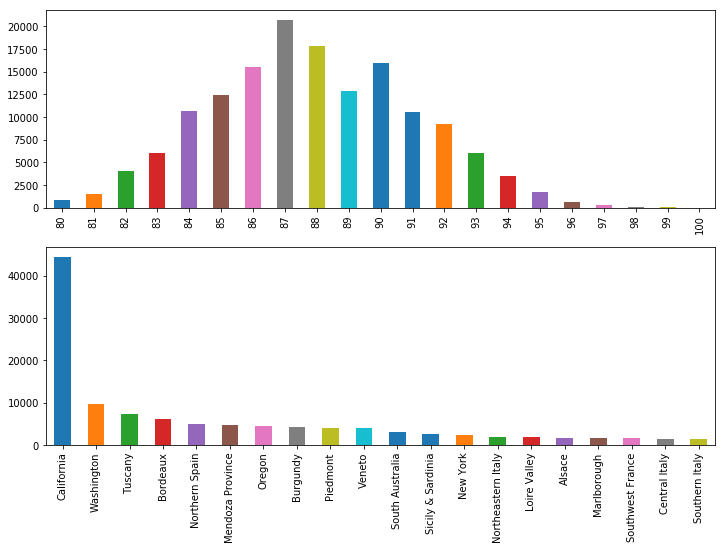 20000
17500
15000
12500
10000
7500
5000
2500
0
80 81 82 83 84 85 86 87 88 89 90 91 92 93 94 95 96 97 98 99 100
40000
30000
20000
10000
0
California
Washington
Tuscany
Bordeaux
Northern Spain
Mendoza Province
Oregon
Burgundy
Piedmont
Veneto
South Australia
Sicily & Sardinia
New York
Northeastern Italy
Loire Valley
Alsace
Marlborough
Southwest France
Central Italy
Southern Italy